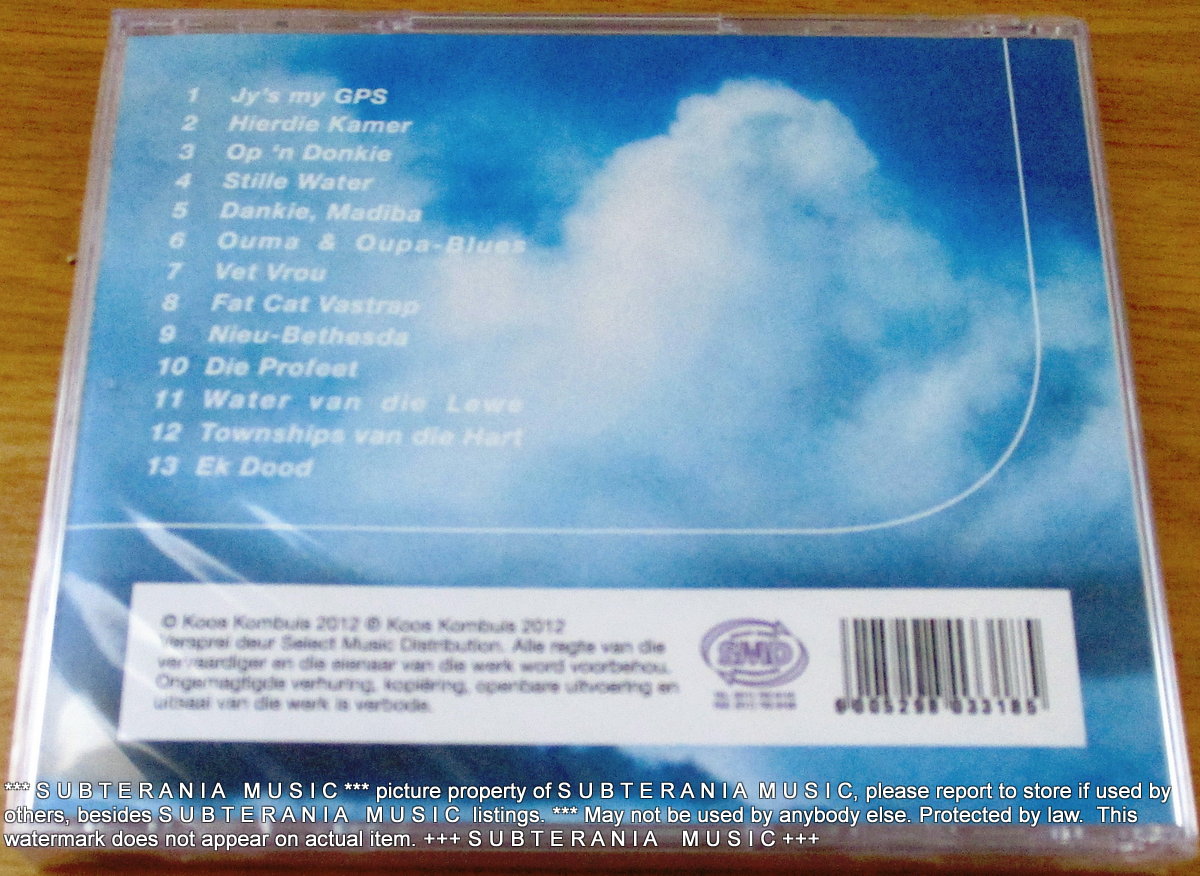 1 Jy's my GPS
2 Hierdie Kamer
3 Op 'n Donkie
4 Stille Water
5 Dankie, Madiba
6 Ouma & Oupa-Blues
7 Vet Vrou
8 Fat Cat Vastrap
9 Nieu-Bethesda
10 Die Profeet
11 Water van die Lewe
12 Townships van die Hart
13 Ek Dood
© Koos Kombuis 2012 ℗ Koos Kombuis 2012
Versprei deur Select Music Distribution. Alle regte van die
vervaardiger en die eienaar van die werk word voorbehou.
Ongemagtigde verhuring, kopiëring, openbare uitvoering en
uitsaai van die werk is verbode.
SMD
*** S U B T E R A N I A M U S I C *** picture property of S U B T E R A N I A M U S I C, please report to store if used by
others, besides S U B T E R A N I A M U S I C listings. *** May not be used by anybody else. Protected by law. This
watermark does not appear on actual item. +++ S U B T E R A N I A M U S I C +++